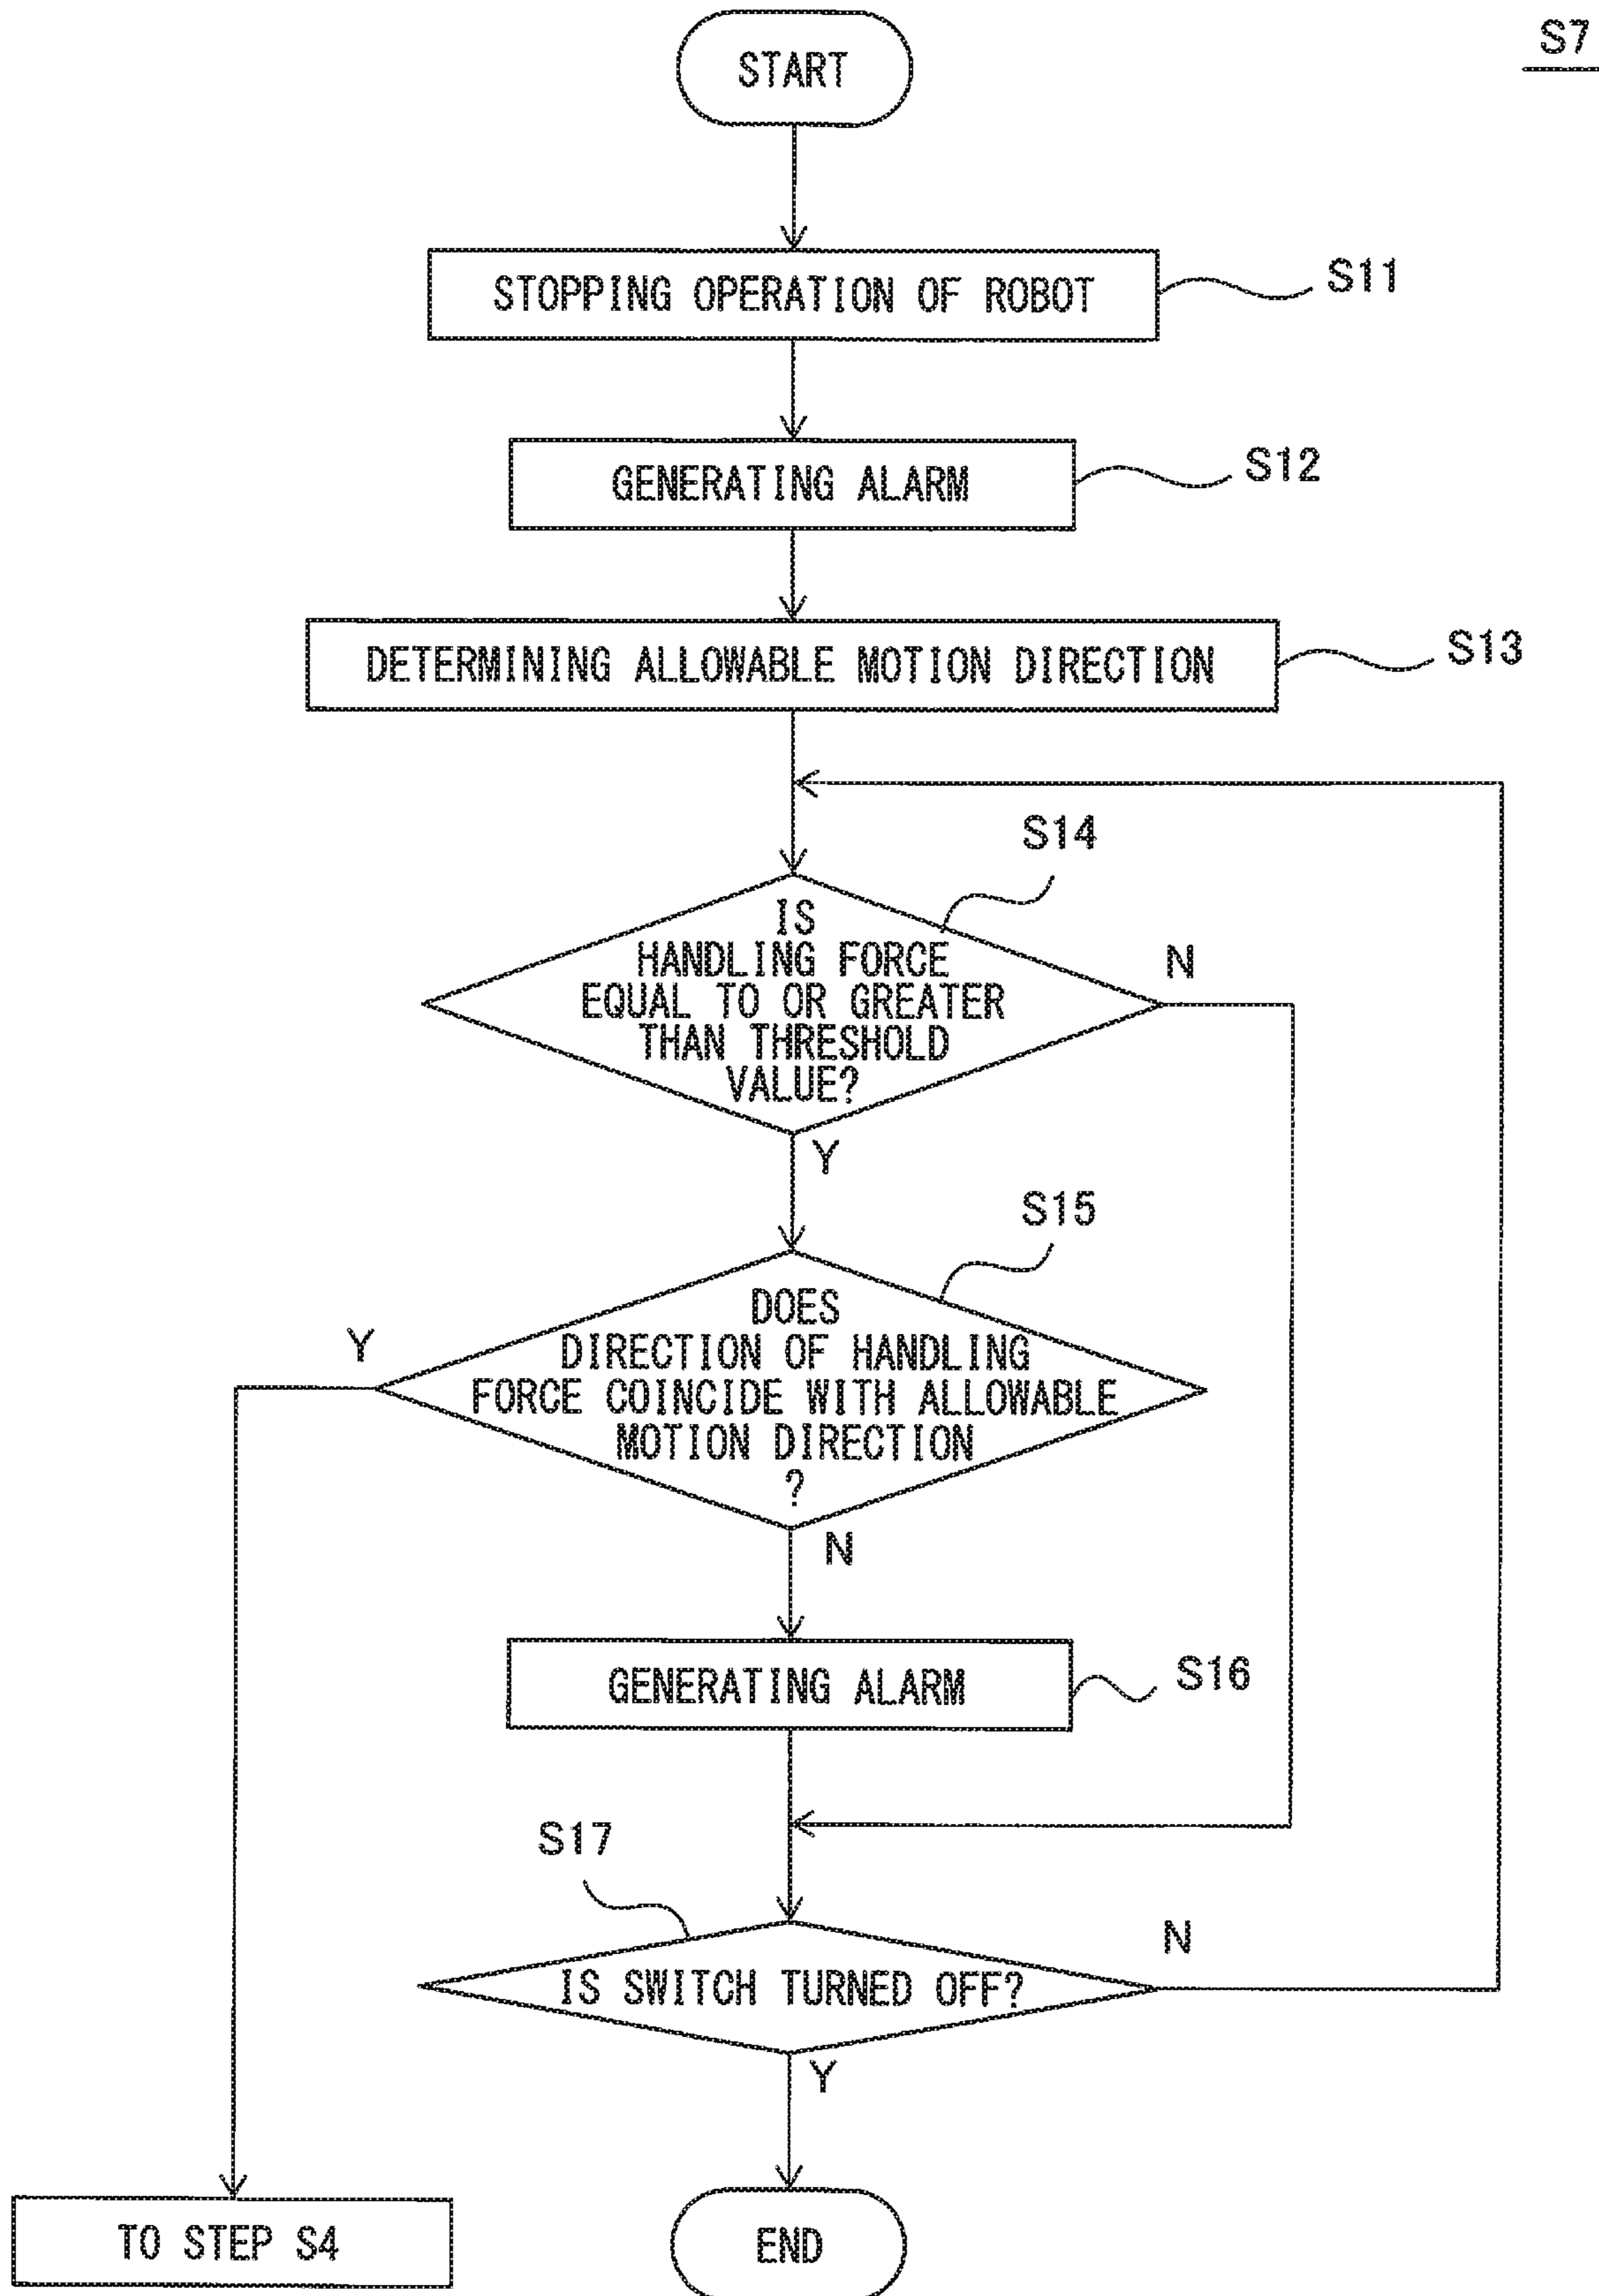 S7
START
STOPPING OPERATION OF ROBOT
S11
GENERATING ALARM
S12
DETERMINING ALLOWABLE MOTION DIRECTION
S13
S14
IS
HANDLING FORCE
EQUAL TO OR GREATER
THAN THRESHOLD
VALUE?
N
Y
S15
DOES
DIRECTION OF HANDLING
FORCE COINCIDE WITH ALLOWABLE
MOTION DIRECTION
?
Y
N
GENERATING ALARM
S16
S17
IS SWITCH TURNED OFF?
N
Y
TO STEP S4
END